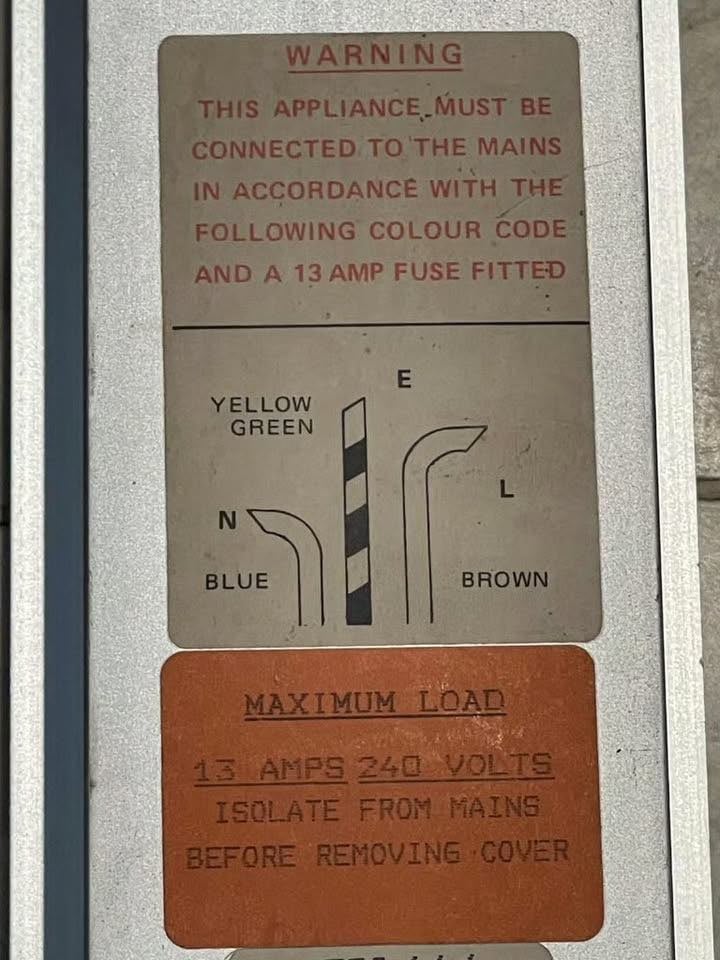 WARNING
THIS APPLIANCE MUST BE
CONNECTED TO THE MAINS
IN ACCORDANCE WITH THE
FOLLOWING COLOUR CODE
AND A 13 AMP FUSE FITTED
E
YELLOW
GREEN
L
N
BLUE
BROWN
MAXIMUM LOAD
13 AMPS 240 VOLTS
ISOLATE FROM MAINS
BEFORE REMOVING COVER